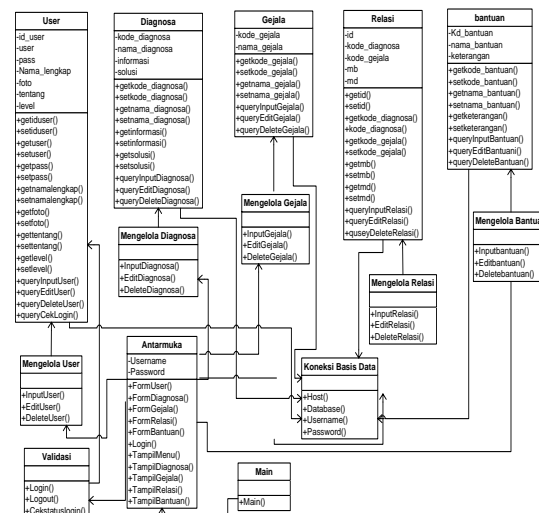 User
-id_user
-user
-pass
-Nama_lengkap
-foto
-tentang
-level
+getiduser()
+setiduser()
+getuser()
+setuser()
+getpass()
+setpass()
+getnamalengkap()
+setnamalengkap()
+getfoto()
+setfoto()
+gettentang()
+settentang()
+getlevel()
+setlevel()
+queryInputUser()
+queryEditUser()
+queryDeleteUser()
+queryCekLogin()
Diagnosa
-kode_diagnosa
-nama_diagnosa
-informasi
-solusi
+getkode_diagnosa()
+setkode_diagnosa()
+getnama_diagnosa()
+setnama_diagnosa()
+getinformasi()
+setinformasi()
+getsolusi()
+setsolusi()
+queryInputDiagnosa()
+queryEditDiagnosa()
+queryDeleteDiagnosa()
Gejala
-kode_gejala
-nama_gejala
+getkode_gejala()
+setkode_gejala()
+getnama_gejala()
+setnama_gejala()
+queryInputGejala()
+queryEditGejala()
+queryDeleteGejala()
Relasi
-id
-kode_diagnosa
-kode_gejala
-mb
-md
+getid()
+setid()
+getkode_diagnosa()
+kode_diagnosa()
+getkode_gejala()
+setkode_gejala()
+getmb()
+setmb()
+getmd()
+setmd()
+queryInputRelasi()
+queryEditRelasi()
+quseyDeleteRelasi()
bantuan
-Kd_bantuan
-nama_bantuan
-keterangan
+getkode_bantuan()
+setkode_bantuan()
+getnama_bantuan()
+setnama_bantuan()
+getketerangan()
+setketerangan()
+queryInputBantuan()
+queryEditBantuani()
+queryDeleteBantuan()
Mengelola Diagnosa
+InputDiagnosa()
+EditDiagnosa()
+DeleteDiagnosa()
Mengelola Gejala
+InputGejala()
+EditGejala()
+DeleteGejala()
Mengelola Relasi
+InputRelasi()
+EditRelasi()
+DeleteRelasi()
Mengelola Bantua
+Inputbantuan()
+Editbantuan()
+Deletebantuan()
Mengelola User
+InputUser()
+EditUser()
+DeleteUser()
Antarmuka
-Username
-Password
+FormUser()
+FormDiagnosa()
+FormGejala()
+FormRelasi()
+FormBantuan()
+Login()
+TampilMenu()
+TampilDiagnosa()
+TampilGejala()
+TampilRelasi()
+TampilBantuan()
Koneksi Basis Data
+Host()
+Database()
+Username()
+Password()
Validasi
+Login()
+Logout()
+Cekstatuslogin()
Main
+Main()